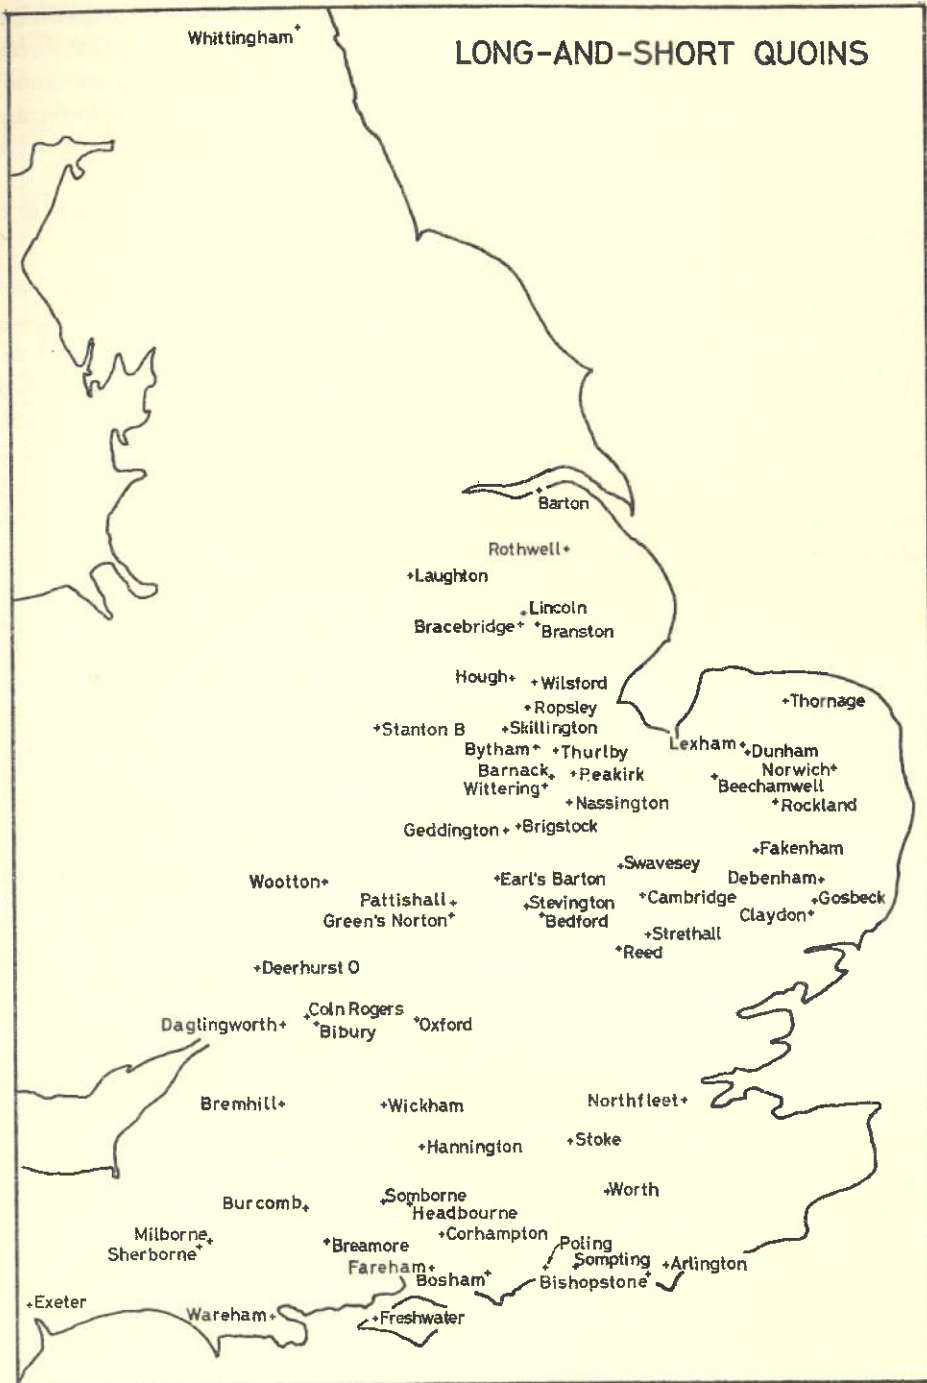 Whittingham
LONG-AND-SHORT QUOINS
Barton
Rothwell
Laughton
Lincoln
Bracebridge
Branston
Hough
Wilsford
Ropsley
Stanton B
Skillington
Lexham
Thornage
Bytham
Thurlby
Dunham
Barnack
Peakirk
Norwich
Wittering
Beechamwell
Nassington
Rockland
Geddington
Brigstock
Fakenham
Swavesey
Wootton
Earl's Barton
Debenham
Pattishall
Stevington
Cambridge
Gosbeck
Green's Norton
Bedford
Claydon
Strethall
Reed
Deerhurst O
Coln Rogers
Daglingworth
Bibury
Oxford
Bremhill
Wickham
Northfleet
Hannington
Stoke
Worth
Burcomb
Somborne
Headbourne
Milborne
Corhampton
Sherborne
Breamore
Poling
Fareham
Sompting
Arlington
Bosham
Bishopstone
Exeter
Wareham
Freshwater